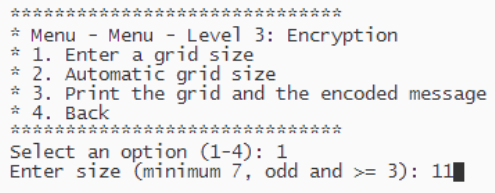 *******************************
* Menu - Menu - Level 3: Encryption
* 1. Enter a grid size
* 2. Automatic grid size
* 3. Print the grid and the encoded message
* 4. Back
*******************************
Select an option (1-4): 1
Enter size (minimum 7, odd and >= 3): 11